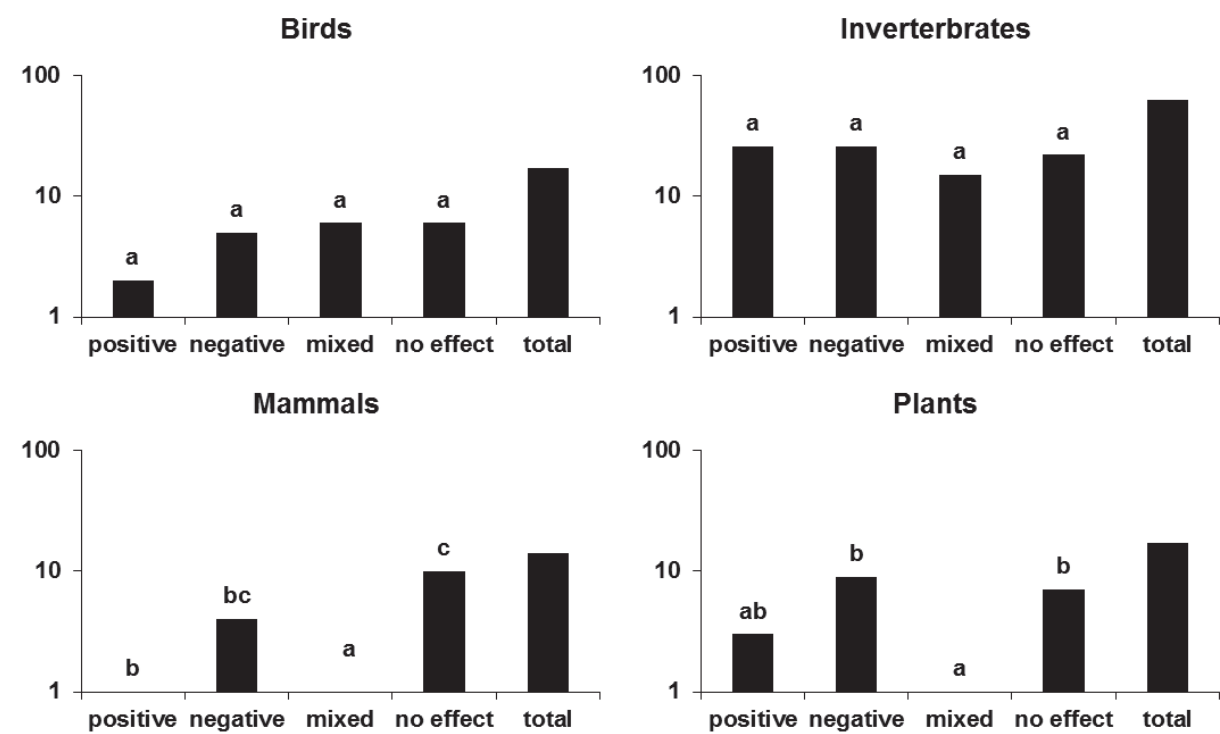 Birds
100
10
1
a
a
a
a
positive negative mixed no effect total
Inverterbrates
100
10
1
a
a
a
a
positive negative mixed no effect total
Mammals
100
10
1
b
bc
a
c
positive negative mixed no effect total
Plants
100
10
1
ab
b
a
b
positive negative mixed no effect total